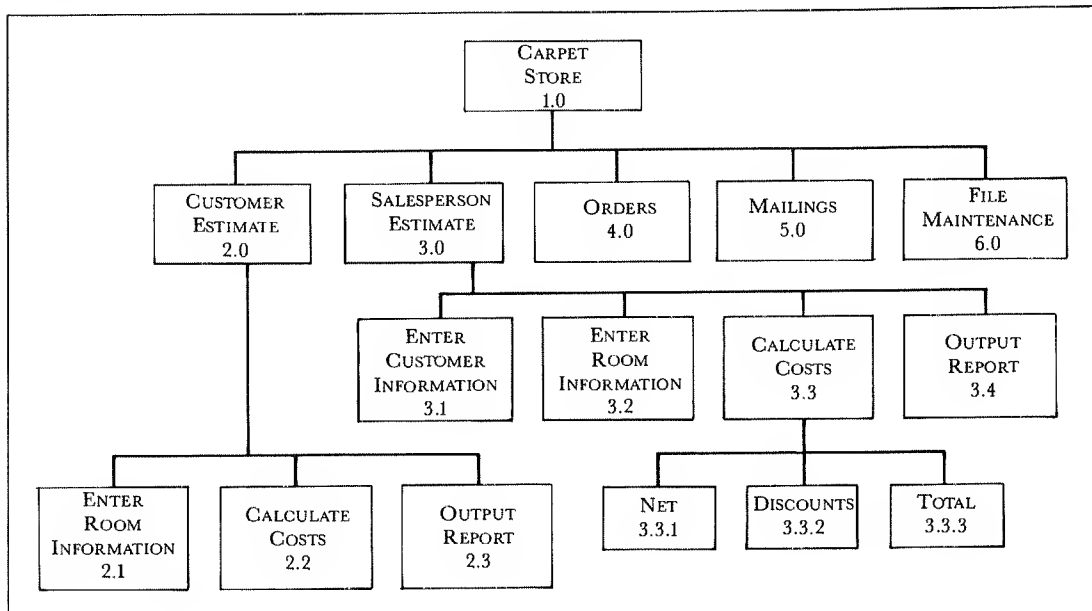 CARPET
STORE
1.0
CUSTOMER
ESTIMATE
2.0
SALESPERSON
ESTIMATE
3.0
ORDERS
4.0
MAILINGS
5.0
FILE
MAINTENANCE
6.0
ENTER
CUSTOMER
INFORMATION
3.1
ENTER
ROOM
INFORMATION
3.2
CALCULATE
COSTS
3.3
OUTPUT
REPORT
3.4
ENTER
ROOM
INFORMATION
2.1
CALCULATE
COSTS
2.2
OUTPUT
REPORT
2.3
NET
3.3.1
DISCOUNTS
3.3.2
TOTAL
3.3.3